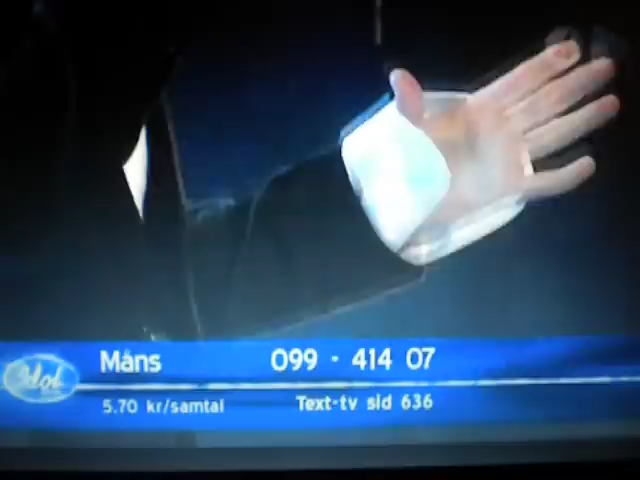 Måns 099 · 414 07
Idol
5.70 kr/samtal Text-tv sid 636